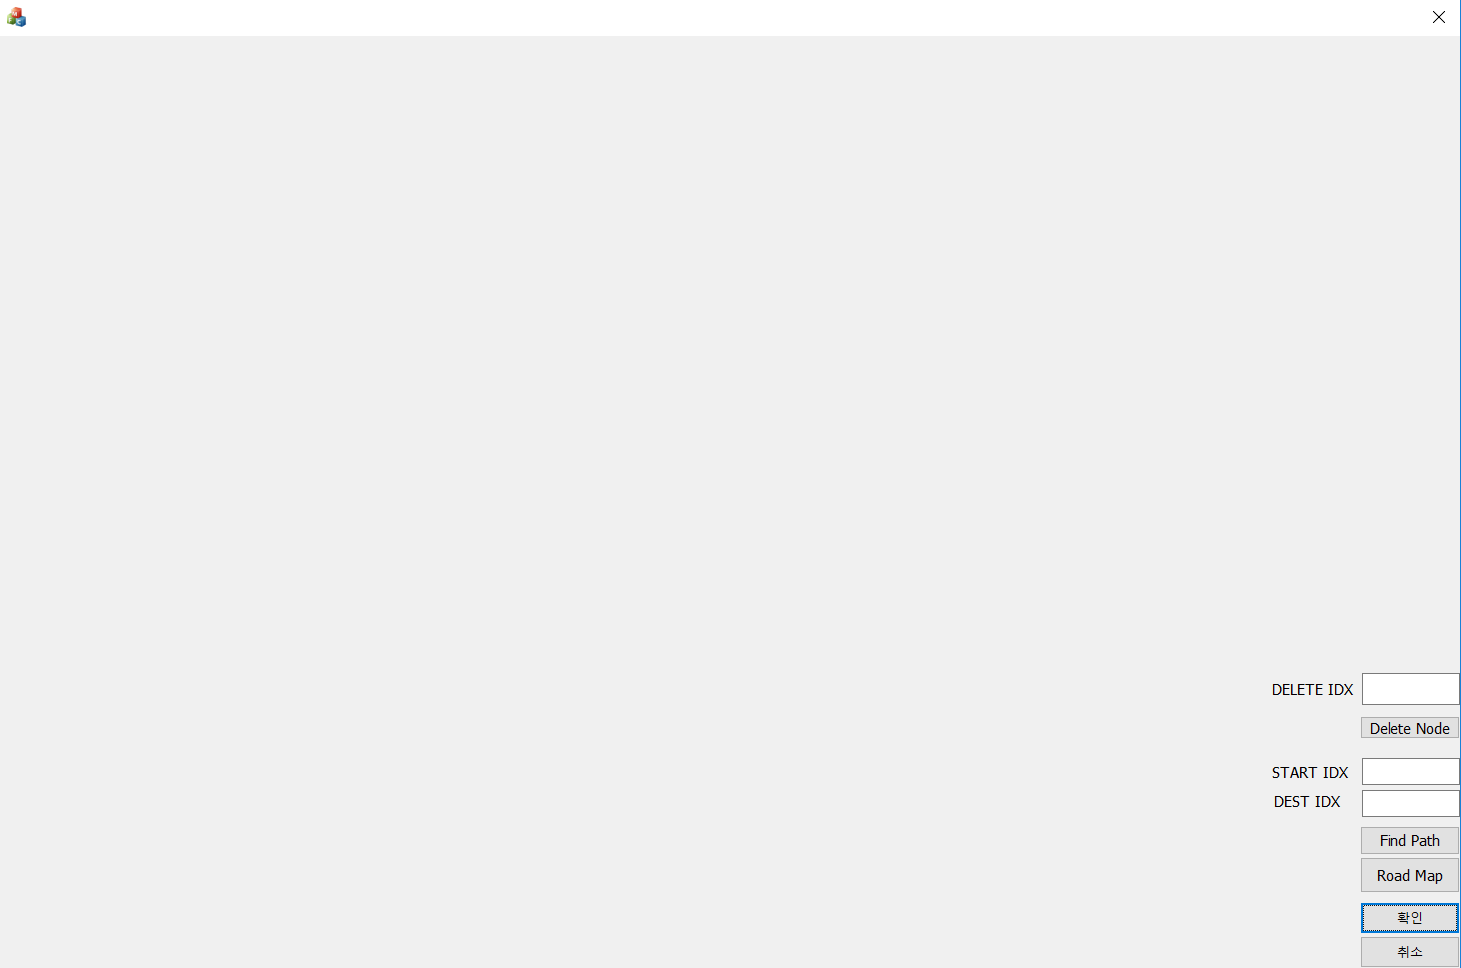 DELETE IDX
Delete Node
START IDX
DEST IDX
Find Path
Road Map
확인
취소